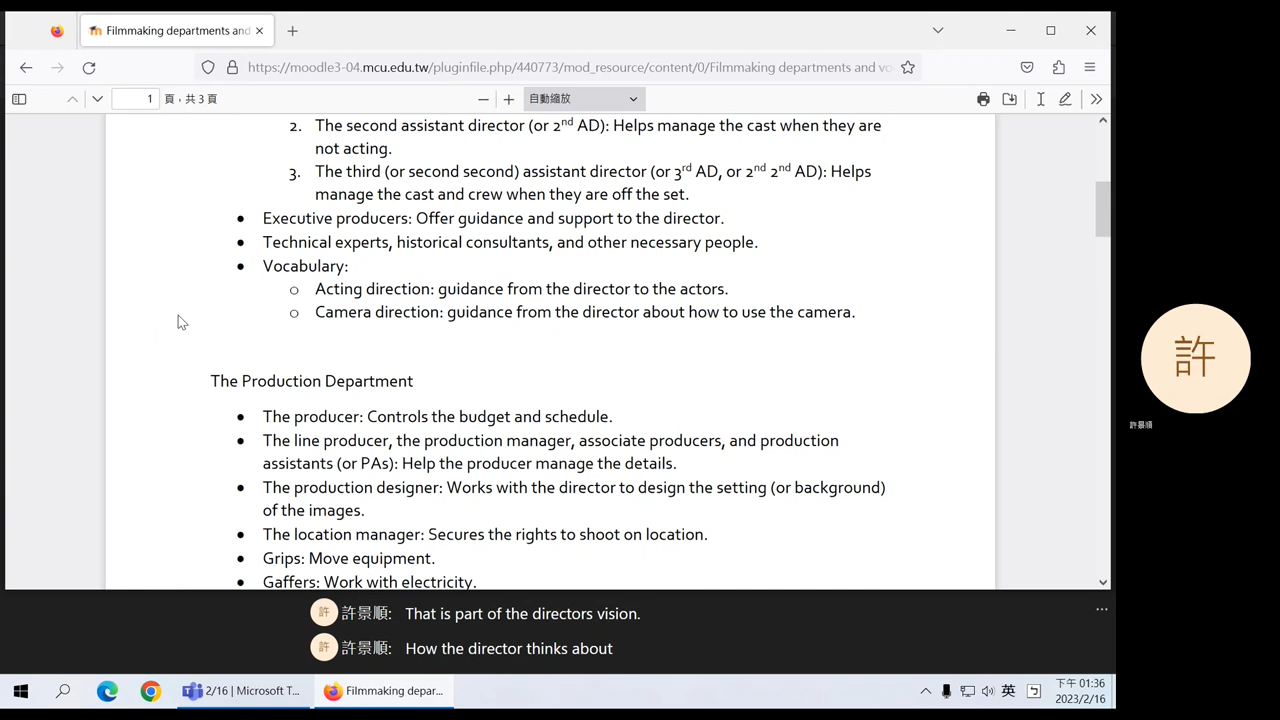 Filmmaking departments and
https://moodle3-04.mcu.edu.tw/pluginfile.php/440773/mod_resource/content/0/Filmmaking departments and vo
1 頁，共 3 頁
自動縮放
2. The second assistant director (or 2nd AD): Helps manage the cast when they are
not acting.
3. The third (or second second) assistant director (or 3rd AD, or 2nd 2nd AD): Helps
manage the cast and crew when they are off the set.
• Executive producers: Offer guidance and support to the director.
• Technical experts, historical consultants, and other necessary people.
• Vocabulary:
o Acting direction: guidance from the director to the actors.
o Camera direction: guidance from the director about how to use the camera.
The Production Department
• The producer: Controls the budget and schedule.
• The line producer, the production manager, associate producers, and production
assistants (or PAs): Help the producer manage the details.
• The production designer: Works with the director to design the setting (or background)
of the images.
• The location manager: Secures the rights to shoot on location.
• Grips: Move equipment.
• Gaffers: Work with electricity.
許
許景順
許 許景順: That is part of the directors vision.
許 許景順: How the director thinks about
2/16 | Microsoft T...
Filmmaking depar...
英
下午 01:36
2023/2/16